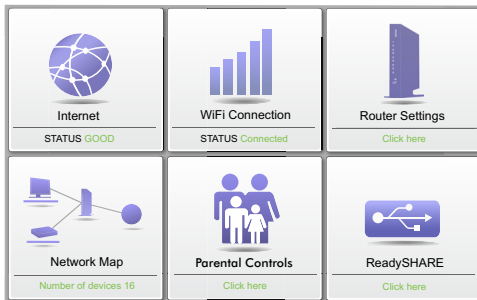 Internet
STATUS GOOD
WiFi Connection
STATUS Connected
Router Settings
Click here
Network Map
Number of devices 16
Parental Controls
Click here
ReadySHARE
Click here